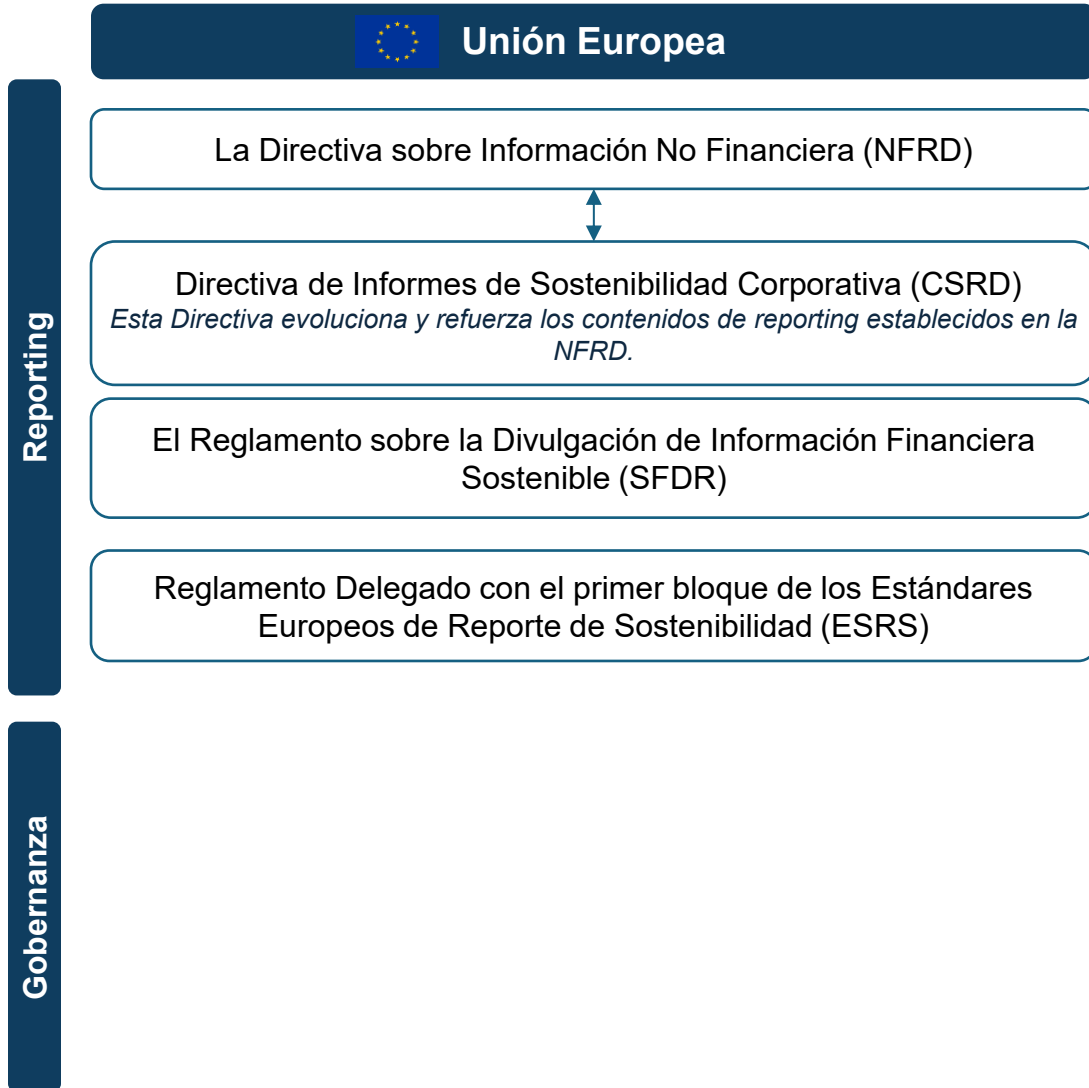 Unión Europea
Reporting
La Directiva sobre Información No Financiera (NFRD)
Directiva de Informes de Sostenibilidad Corporativa (CSRD)
Esta Directiva evoluciona y refuerza los contenidos de reporting establecidos en la
NFRD.
El Reglamento sobre la Divulgación de Información Financiera
Sostenible (SFDR)
Reglamento Delegado con el primer bloque de los Estándares
Europeos de Reporte de Sostenibilidad (ESRS)
Gobernanza